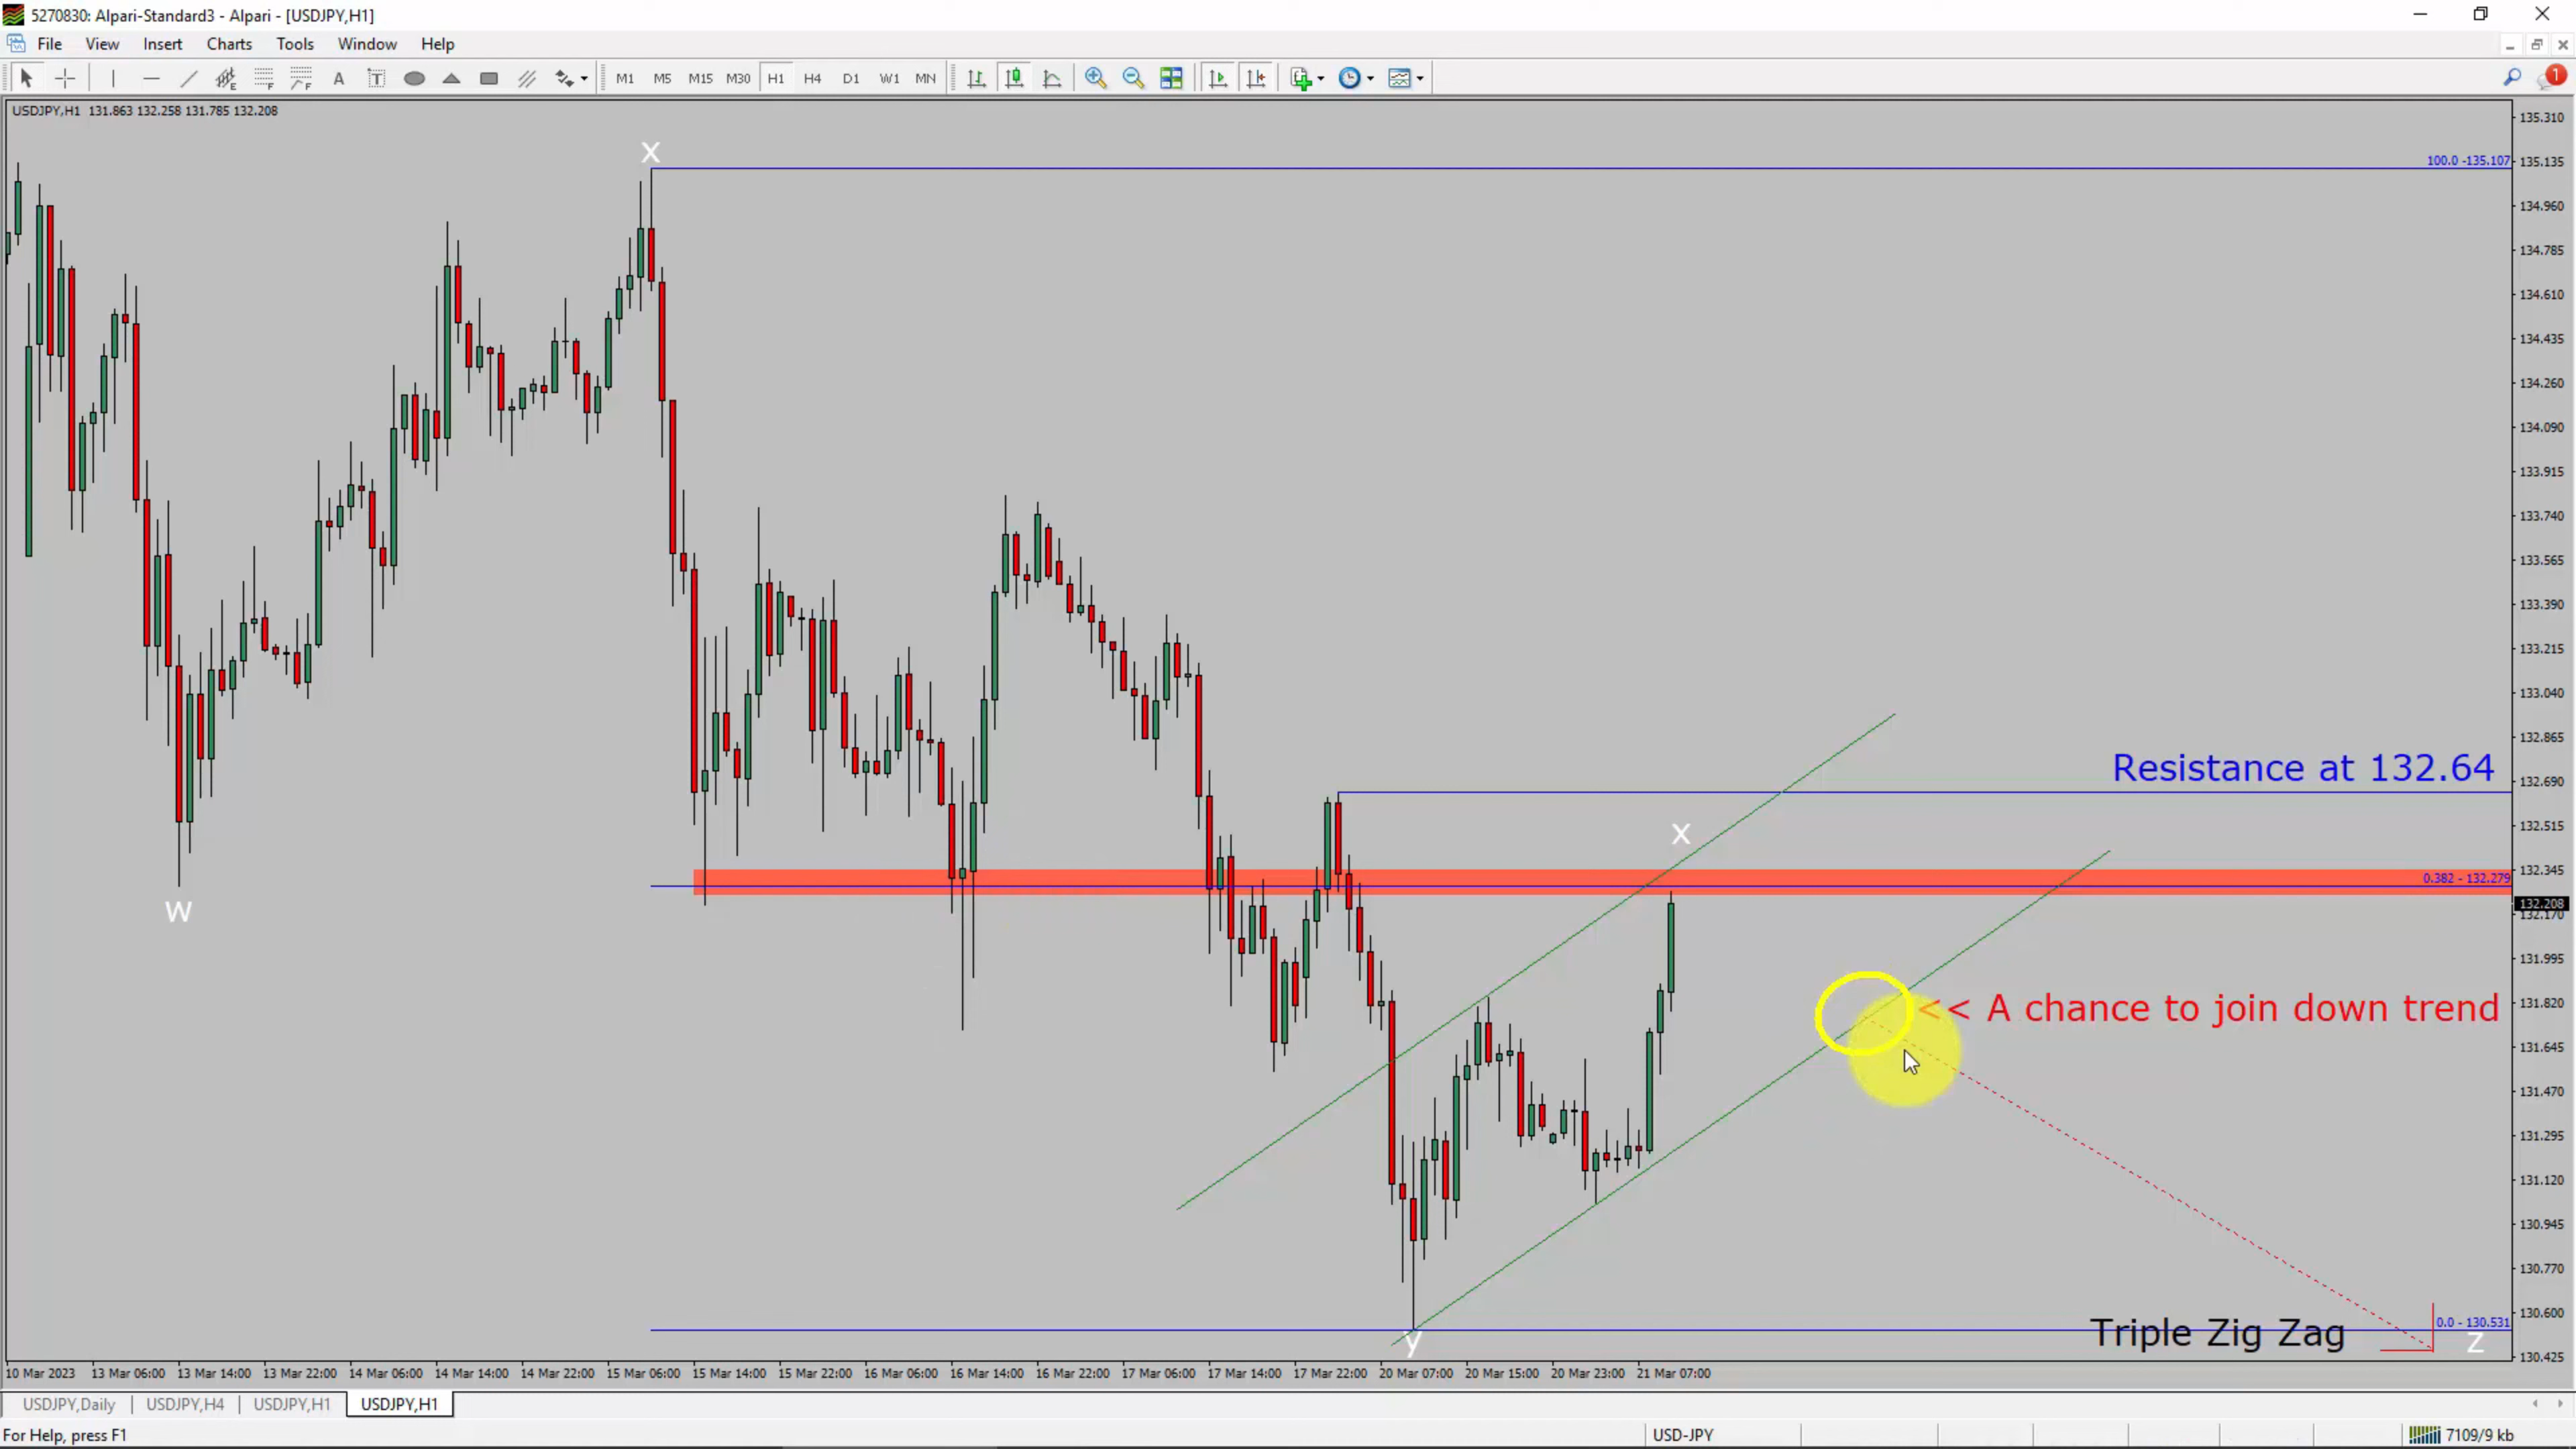 5270830: Alpari-Standard3 - Alpari - [USDJPY,H1]
File View Insert Charts Tools Window Help
A T M1 M5 M15 M30 H1 H4 D1 W1 MN 1
USDJPY,H1 131.863 132.258 131.785 132.208
135.310
x
100.0 -135.107
135.135
134.960
134.785
134.610
134.435
134.260
134.090
133.915
133.740
133.565
133.390
133.215
133.040
132.865
Resistance at 132.64
132.690
132.515
x
132.345
0.382 - 132.279
132.208
132.170
w
131.995
<< A chance to join down trend
131.820
131.645
131.470
131.295
131.120
130.945
130.770
130.600
0.0 - 130.531
Triple Zig Zag
y
z
130.425
10 Mar 2023 13 Mar 06:00 13 Mar 14:00 13 Mar 22:00 14 Mar 06:00 14 Mar 14:00 14 Mar 22:00 15 Mar 06:00 15 Mar 14:00 15 Mar 22:00 16 Mar 06:00 16 Mar 14:00 16 Mar 22:00 17 Mar 06:00 17 Mar 14:00 17 Mar 22:00 20 Mar 07:00 20 Mar 15:00 20 Mar 23:00 21 Mar 07:00
USDJPY,Daily USDJPY,H4 USDJPY,H1 USDJPY,H1
For Help, press F1 USD-JPY 7109/9 kb